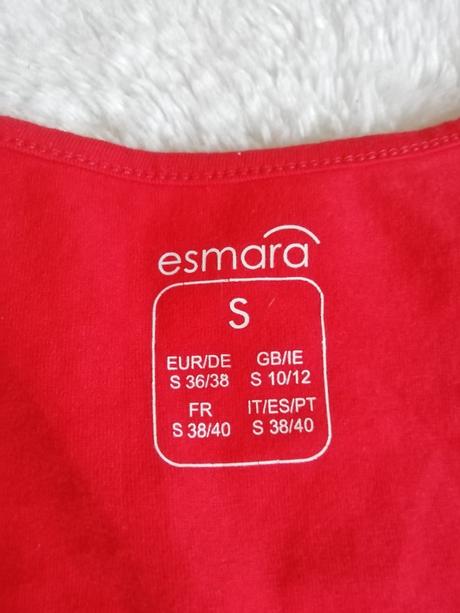 esmara
S
EUR/DE GB/IE
S 36/38 S 10/12
FR IT/ES/PT
S 38/40 S 38/40